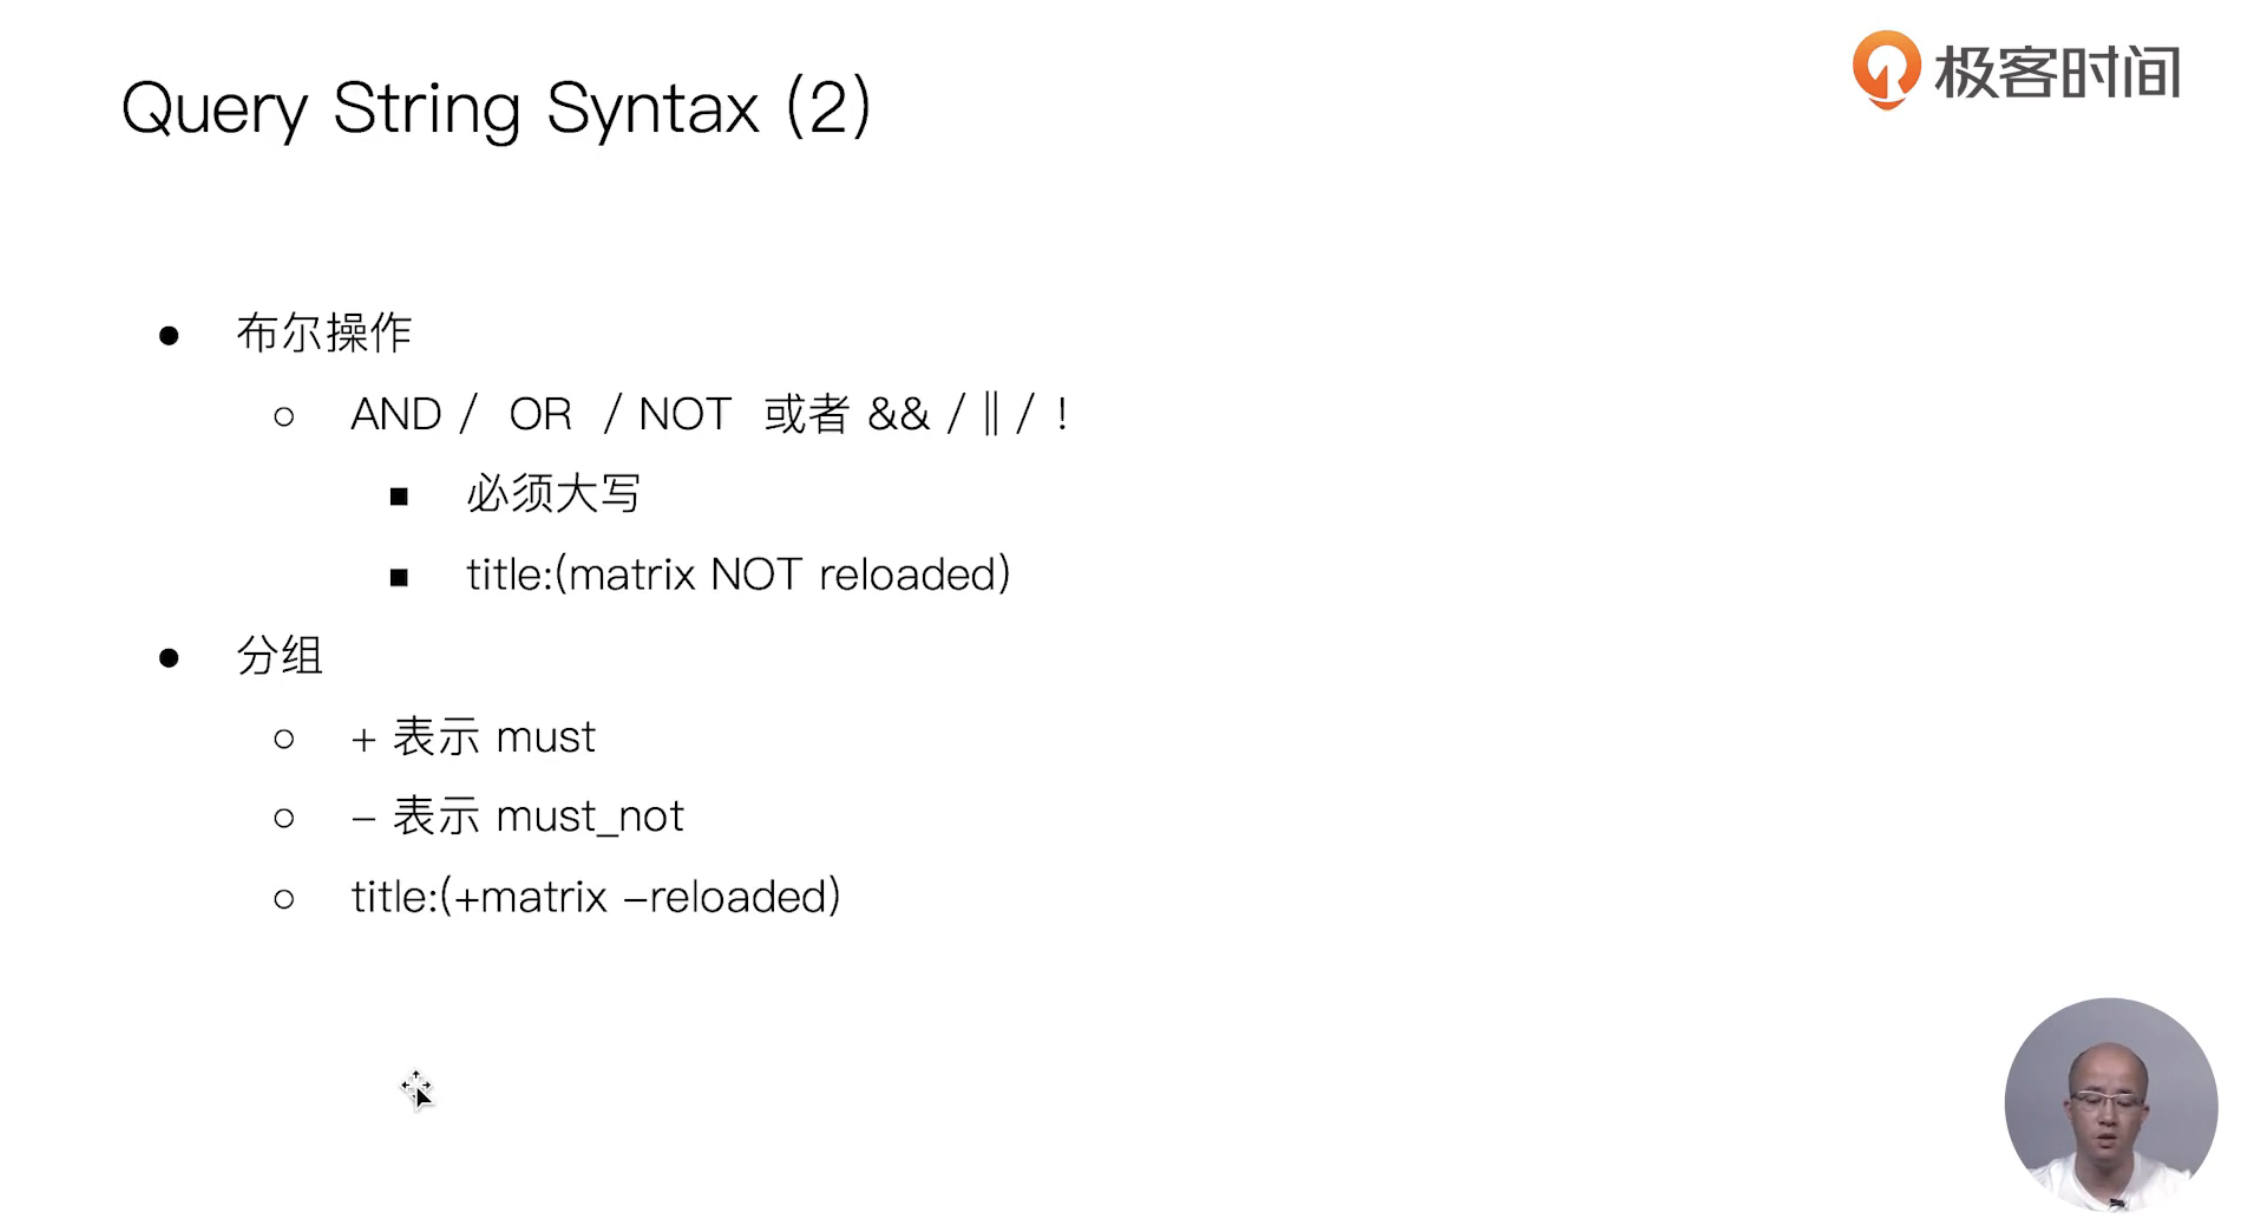 极客时间
Query String Syntax (2)
● 布尔操作
○ AND / OR / NOT 或者 && / || / !
■ 必须大写
■ title:(matrix NOT reloaded)
● 分组
○ + 表示 must
○ – 表示 must_not
○ title:(+matrix –reloaded)